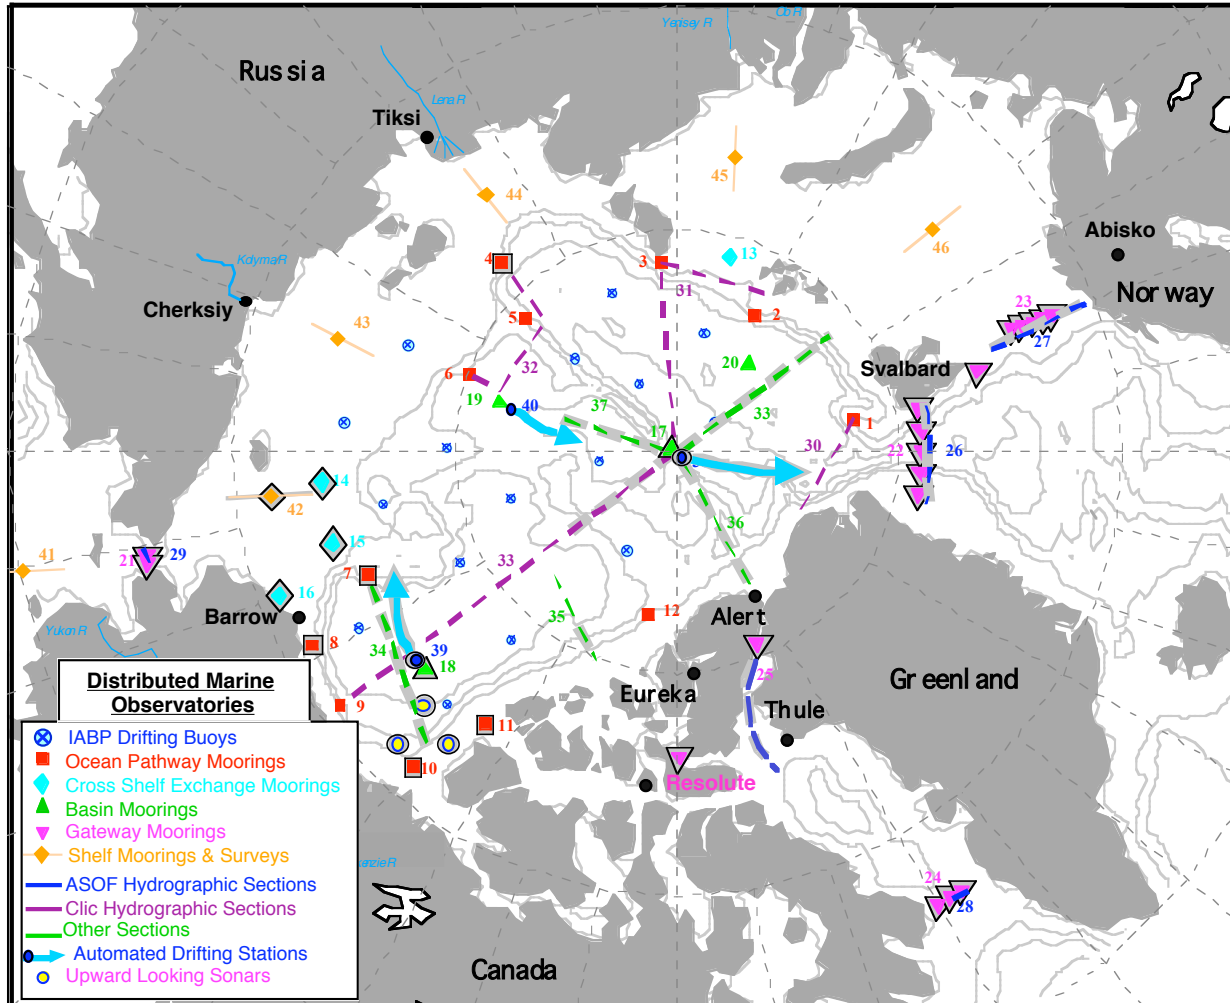 Yenisey R
Ob R
Russia
Lena R
Tiksi
44
45
46
Abisko
4
3
13
Kolyma R
31
Norway
Cherskiy
5
2
23
43
27
6
32
20
Svalbard
19
40
37
33
17
1
30
22
26
14
42
36
15
41
21
29
33
7
16
35
12
Barrow
Alert
Yukon R
8
34
39
18
25
Greenland
Eureka
9
Thule
11
10
Resolute
Distributed Marine
Observatories
IABP Drifting Buoys
Ocean Pathway Moorings
Cross Shelf Exchange Moorings
Basin Moorings
Gateway Moorings
Shelf Moorings & Surveys
ASOF Hydrographic Sections
Clic Hydrographic Sections
Other Sections
Automated Drifting Stations
Upward Looking Sonars
kenzie R
24
28
Canada